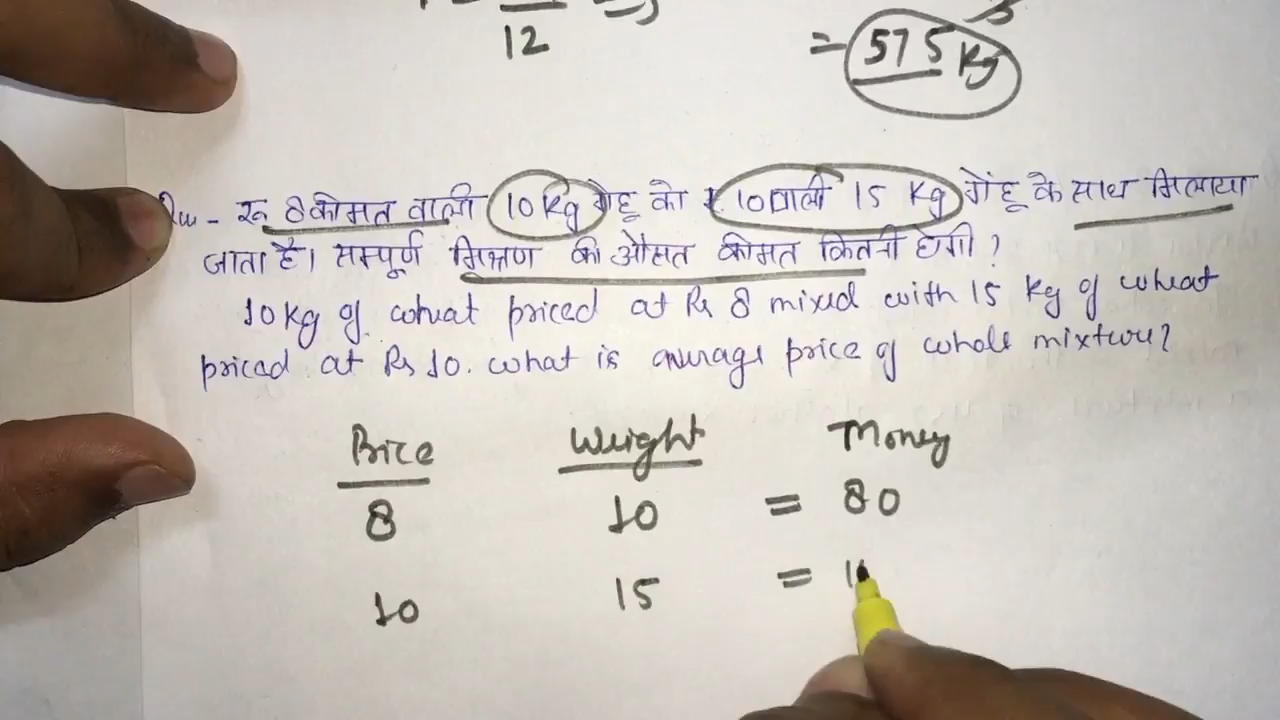 12
= 575 Kg
Qu - रू 8 कीमत वाली 10 Kg गेहू को ₹ 10 वाली 15 Kg गेंहू के साथ मिलाया
जाता है। सम्पूर्ण मिश्रण की औसत कीमत कितनी होगी ?
10 Kg of wheat priced at Rs 8 mixed with 15 Kg of wheat
priced at Rs 10. what is average price of whole mixture?
Price Weight Money
8 10 = 80
10 15 = 1